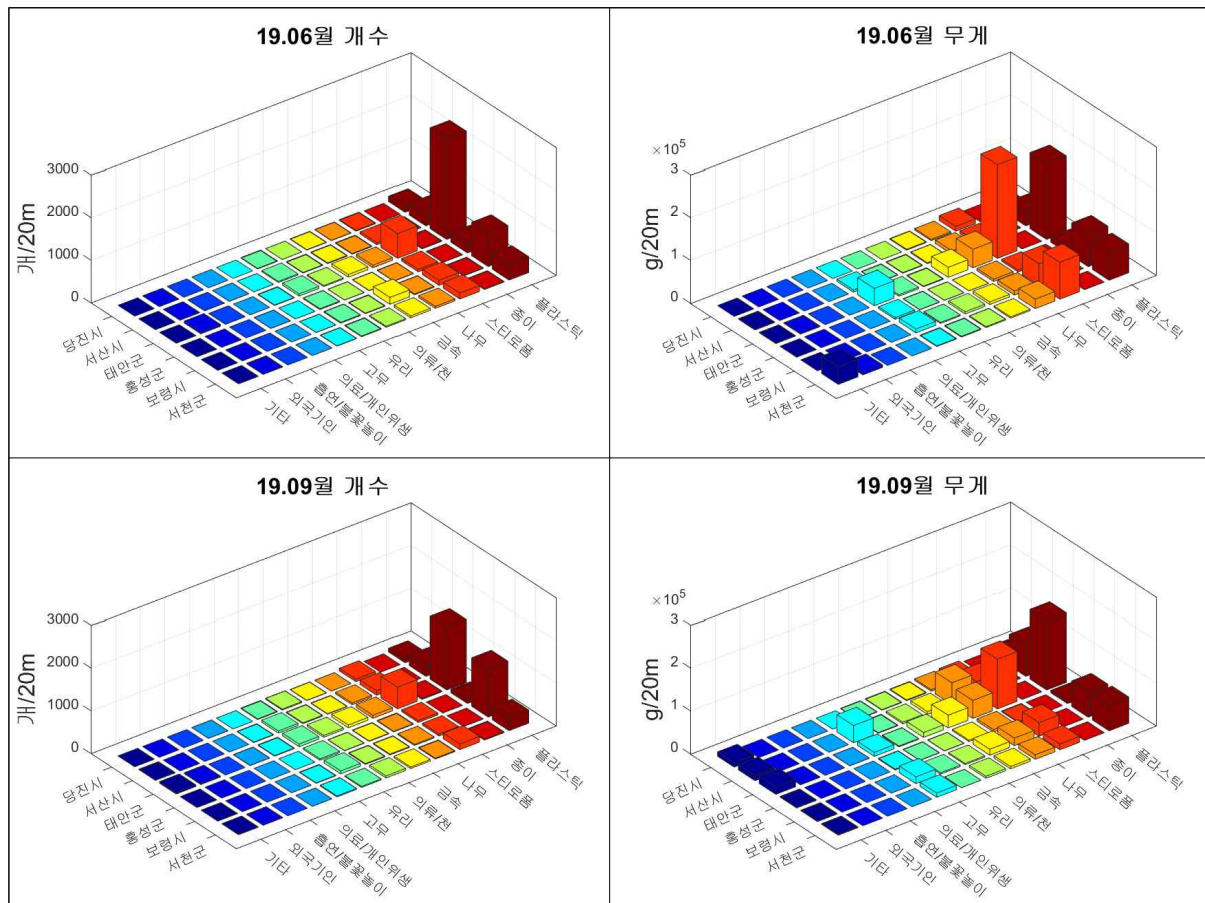 19.06월 개수
3000
2000
1000
0
개/20m
당진시
서산시
태안군
홍성군
보령시
서천군
기타
외국기인
흡연/불꽃놀이
의료/개인위생
고무
유리
의류/천
금속
나무
스티로폼
종이
플라스틱
19.06월 무게
×10⁵
3
2
1
0
g/20m
당진시
서산시
태안군
홍성군
보령시
서천군
기타
외국기인
흡연/불꽃놀이
의료/개인위생
고무
유리
의류/천
금속
나무
스티로폼
종이
플라스틱
19.09월 개수
3000
2000
1000
0
개/20m
당진시
서산시
태안군
홍성군
보령시
서천군
기타
외국기인
흡연/불꽃놀이
의료/개인위생
고무
유리
의류/천
금속
나무
스티로폼
종이
플라스틱
19.09월 무게
×10⁵
3
2
1
0
g/20m
당진시
서산시
태안군
홍성군
보령시
서천군
기타
외국기인
흡연/불꽃놀이
의료/개인위생
고무
유리
의류/천
금속
나무
스티로폼
종이
플라스틱